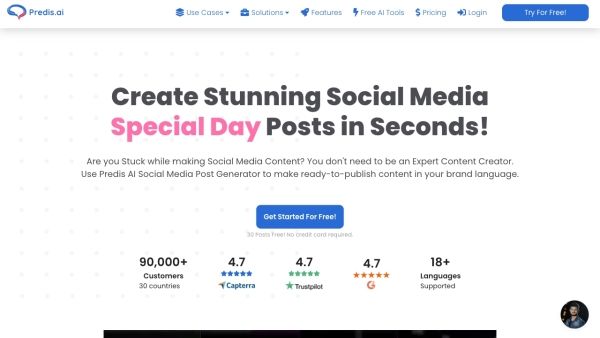 Predis.ai
Use Cases
Solutions
Features
Free AI Tools
Pricing
Login
Try For Free!
Create Stunning Social Media
Special Day Posts in Seconds!
Are you Stuck while making Social Media Content? You don't need to be an Expert Content Creator.
Use Predis AI Social Media Post Generator to make ready-to-publish content in your brand language.
Get Started For Free!
30 Posts Free! No credit card required.
90,000+
Customers
30 countries
4.7
Capterra
4.7
Trustpilot
4.7
18+
Languages
Supported